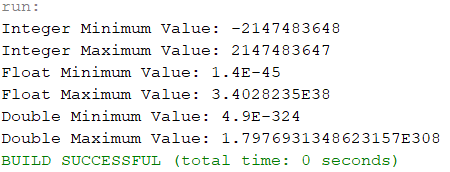 run:
Integer Minimum Value: -2147483648
Integer Maximum Value: 2147483647
Float Minimum Value: 1.4E-45
Float Maximum Value: 3.4028235E38
Double Minimum Value: 4.9E-324
Double Maximum Value: 1.7976931348623157E308
BUILD SUCCESSFUL (total time: 0 seconds)